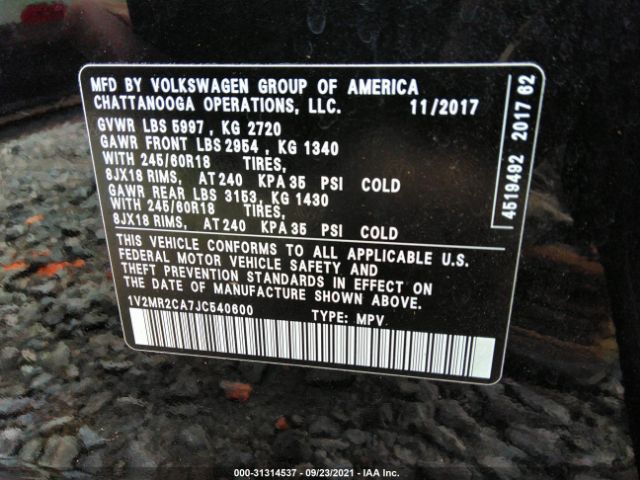 MFD BY VOLKSWAGEN GROUP OF AMERICA
CHATTANOOGA OPERATIONS, LLC. 11/2017
GVWR LBS 5997, KG 2720
GAWR FRONT LBS 2954, KG 1340
WITH 245/60R18 TIRES,
8JX18 RIMS, AT 240 KPA 35 PSI COLD
GAWR REAR LBS 3153, KG 1430
WITH 245/60R18 TIRES,
8JX18 RIMS, AT 240 KPA 35 PSI COLD
THIS VEHICLE CONFORMS TO ALL APPLICABLE U.S.
FEDERAL MOTOR VEHICLE SAFETY AND
THEFT PREVENTION STANDARDS IN EFFECT ON
THE DATE OF MANUFACTURE SHOWN ABOVE.
1V2MR2CA7JC540600 TYPE: MPV
4519492 2017 62
000-31314537 - 09/23/2021 - IAA Inc.